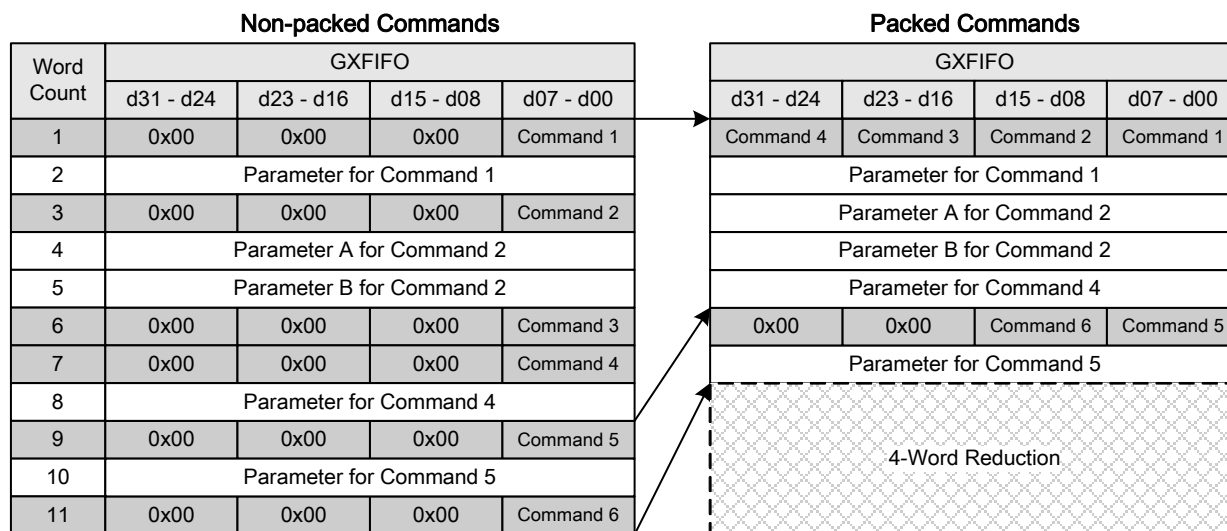 Non-packed Commands Packed Commands
Word Count GXFIFO GXFIFO
d31 - d24 d23 - d16 d15 - d08 d07 - d00 d31 - d24 d23 - d16 d15 - d08 d07 - d00
1 0x00 0x00 0x00 Command 1 Command 4 Command 3 Command 2 Command 1
2 Parameter for Command 1 Parameter for Command 1
3 0x00 0x00 0x00 Command 2 Parameter A for Command 2
4 Parameter A for Command 2 Parameter B for Command 2
5 Parameter B for Command 2 Parameter for Command 4
6 0x00 0x00 0x00 Command 3 0x00 0x00 Command 6 Command 5
7 0x00 0x00 0x00 Command 4 Parameter for Command 5
8 Parameter for Command 4
9 0x00 0x00 0x00 Command 5 4-Word Reduction
10 Parameter for Command 5
11 0x00 0x00 0x00 Command 6